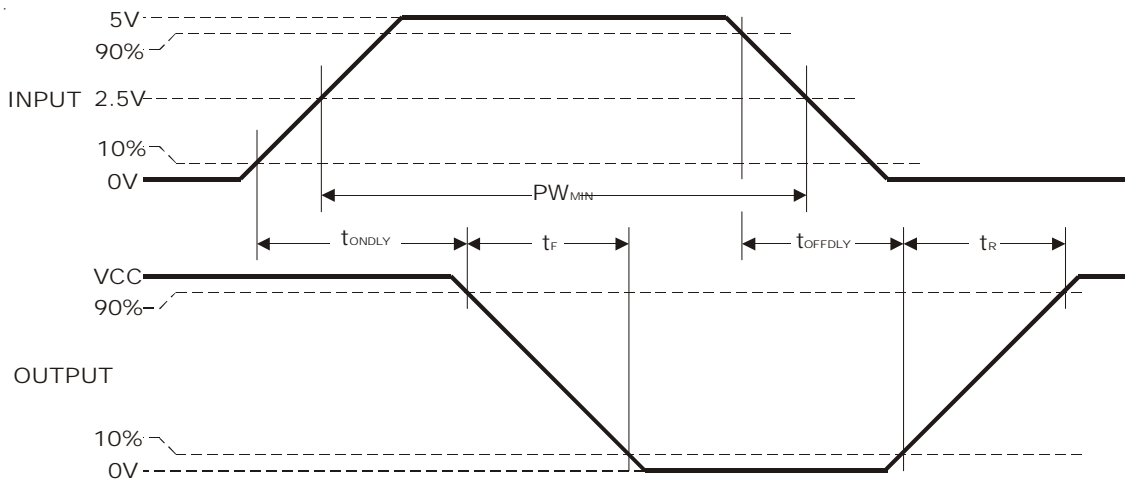 5V
90%
INPUT 2.5V
10%
0V
PWMIN
tONDLY tF tOFFDLY tR
VCC
90%
OUTPUT
10%
0V